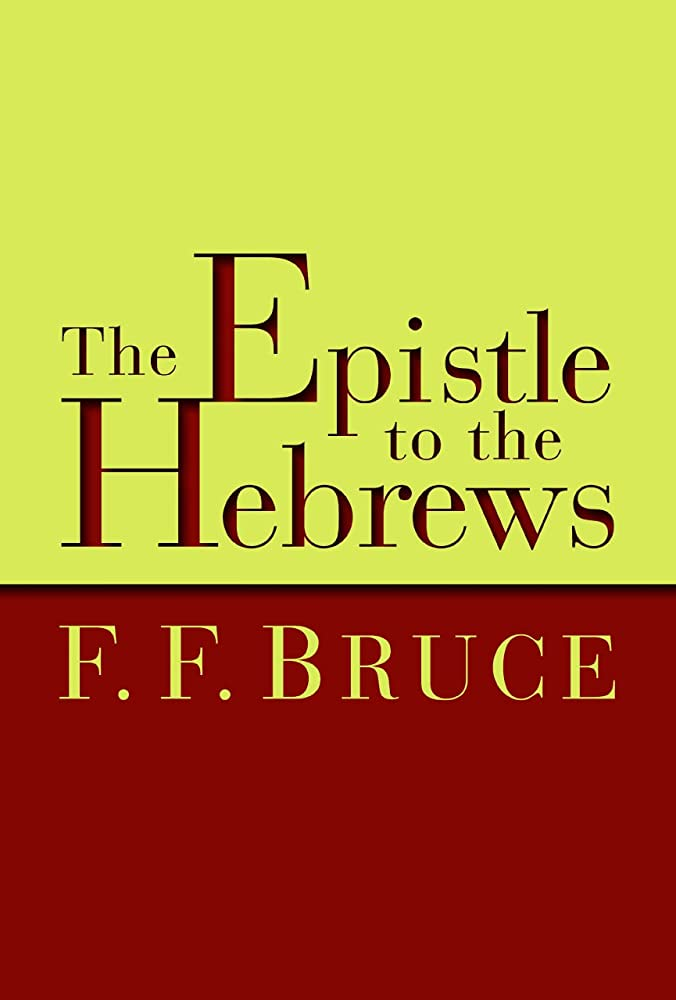 The Epistle
to the
Hebrews
F. F. BRUCE